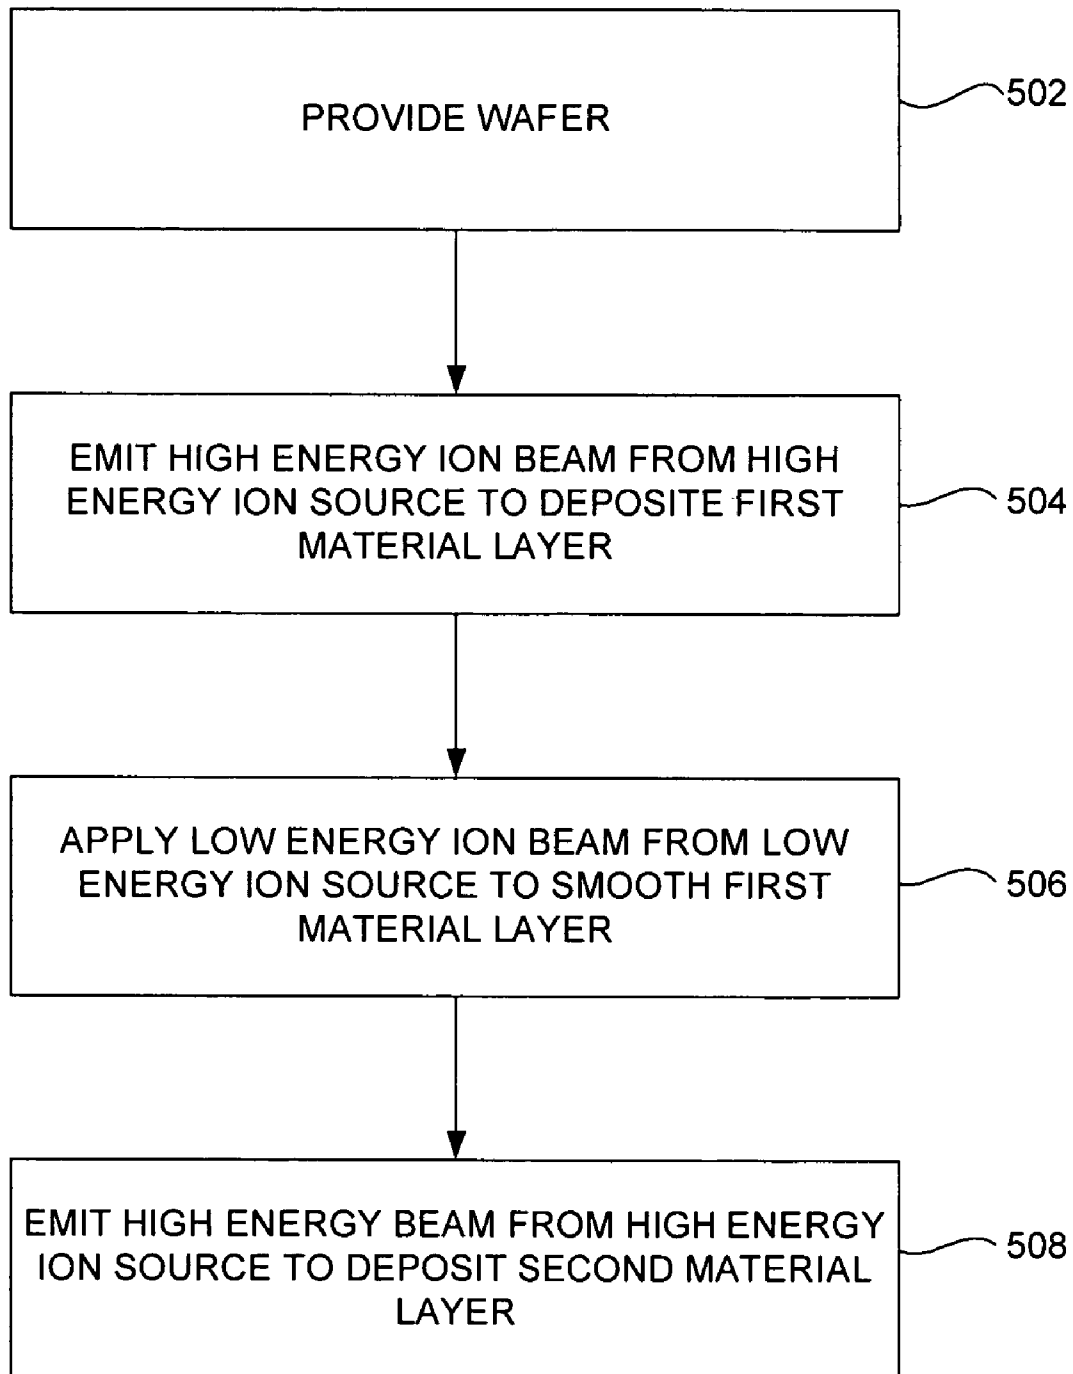 PROVIDE WAFER
502
EMIT HIGH ENERGY ION BEAM FROM HIGH
ENERGY ION SOURCE TO DEPOSITE FIRST
MATERIAL LAYER
504
APPLY LOW ENERGY ION BEAM FROM LOW
ENERGY ION SOURCE TO SMOOTH FIRST
MATERIAL LAYER
506
EMIT HIGH ENERGY BEAM FROM HIGH ENERGY
ION SOURCE TO DEPOSIT SECOND MATERIAL
LAYER
508